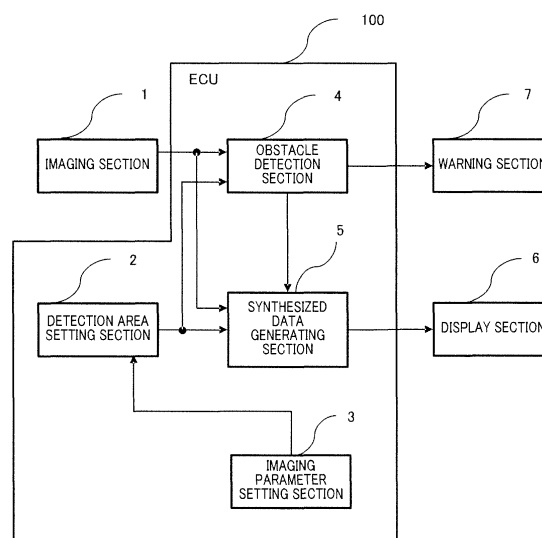 100
ECU
1
4
7
IMAGING SECTION
OBSTACLE
DETECTION
SECTION
WARNING SECTION
2
5
6
DETECTION AREA
SETTING SECTION
SYNTHESIZED
DATA
GENERATING
SECTION
DISPLAY SECTION
3
IMAGING
PARAMETER
SETTING SECTION